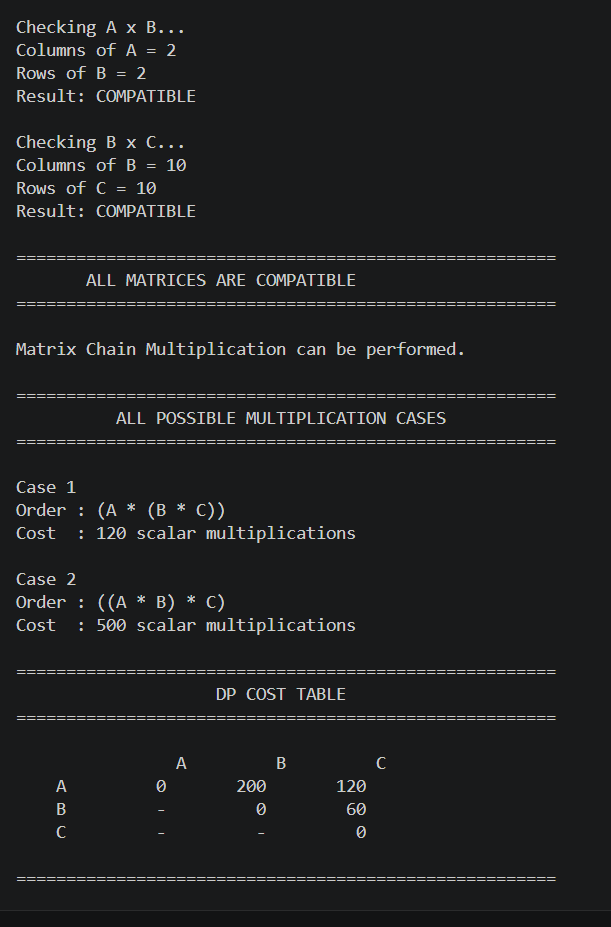 Checking A x B...
Columns of A = 2
Rows of B = 2
Result: COMPATIBLE
Checking B x C...
Columns of B = 10
Rows of C = 10
Result: COMPATIBLE
======================================================
ALL MATRICES ARE COMPATIBLE
======================================================
Matrix Chain Multiplication can be performed.
======================================================
ALL POSSIBLE MULTIPLICATION CASES
======================================================
Case 1
Order : (A * (B * C))
Cost  : 120 scalar multiplications
Case 2
Order : ((A * B) * C)
Cost  : 500 scalar multiplications
======================================================
DP COST TABLE
======================================================
A B C
A 0 200 120
B - 0 60
C - - 0
======================================================